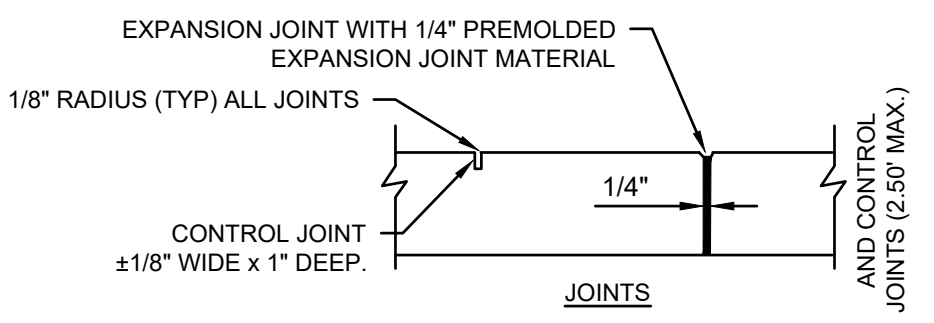 EXPANSION JOINT WITH 1/4" PREMOLDED
EXPANSION JOINT MATERIAL
1/8" RADIUS (TYP) ALL JOINTS
1/4"
CONTROL JOINT
±1/8" WIDE x 1" DEEP.
JOINTS
AND CONTROL
JOINTS (2.50' MAX.)